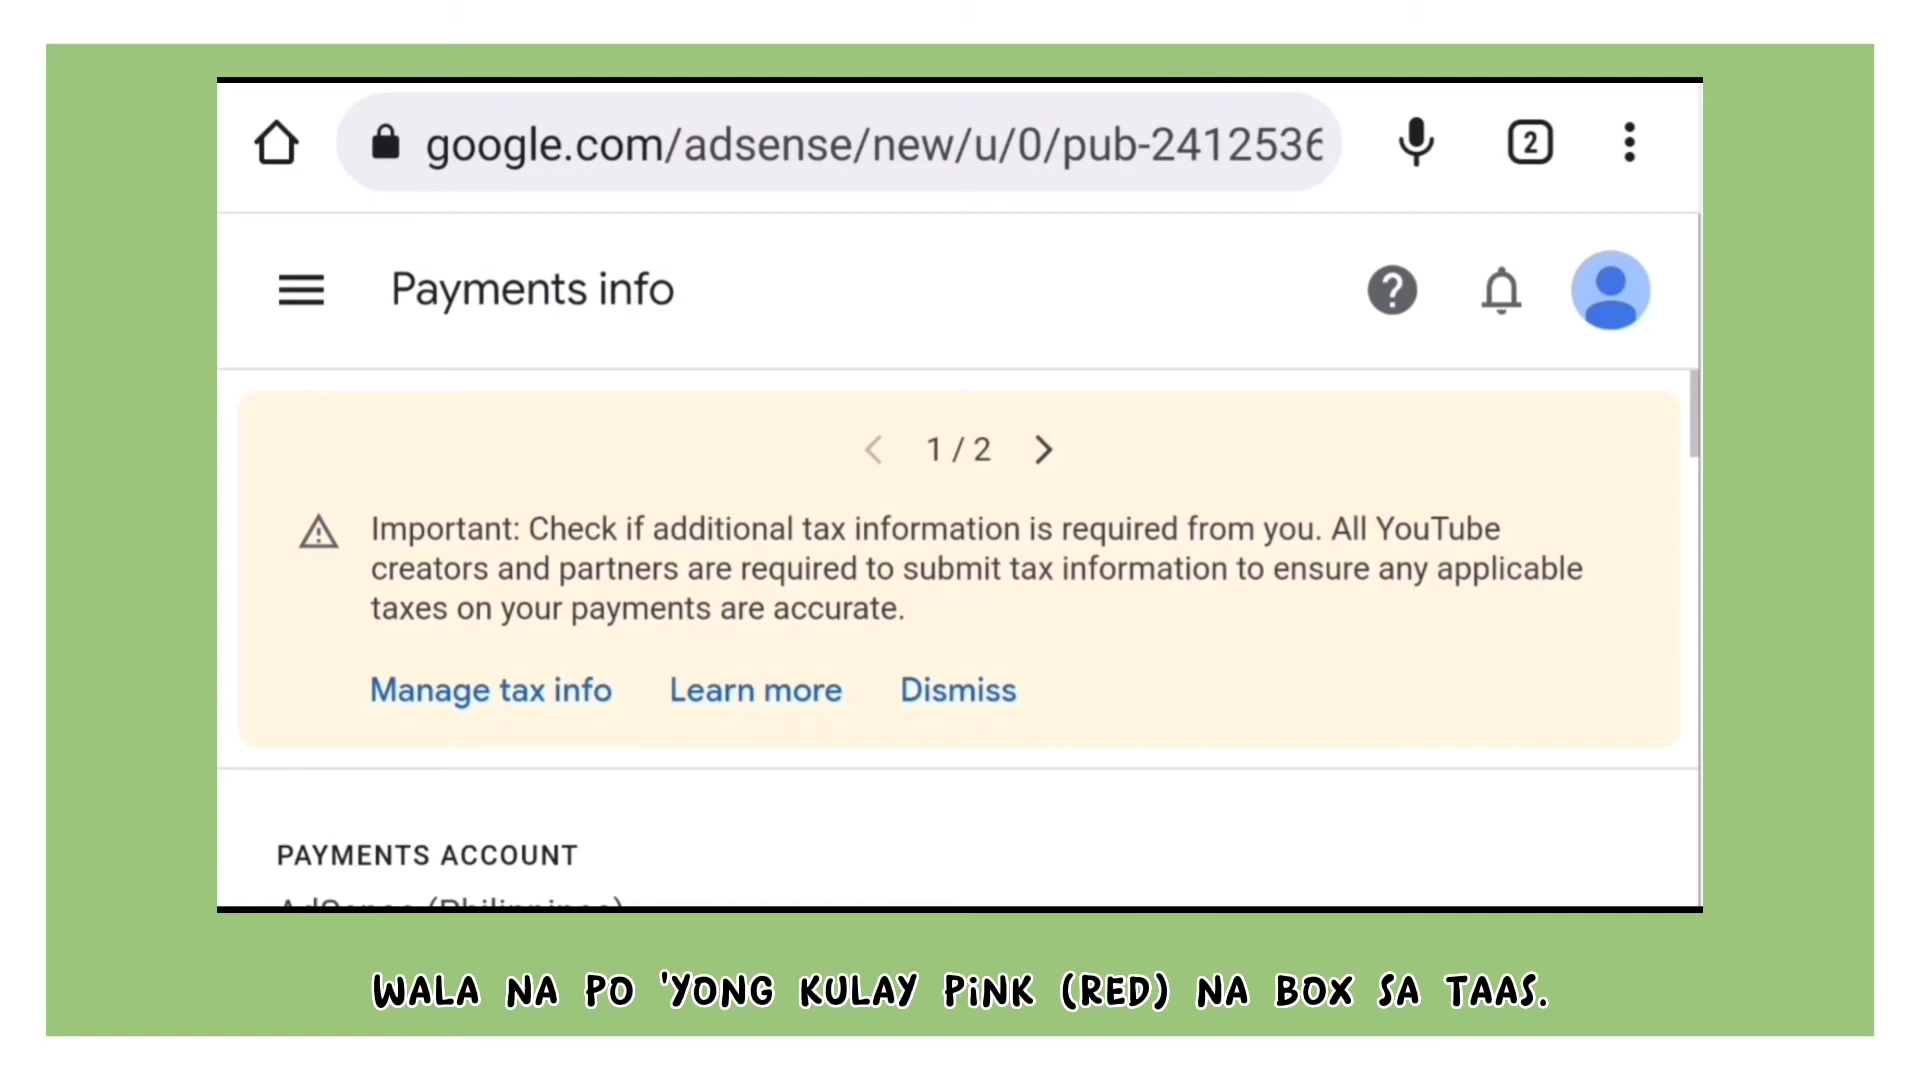 google.com/adsense/new/u/0/pub-2412536
2
Payments info
1 / 2
Important: Check if additional tax information is required from you. All YouTube
creators and partners are required to submit tax information to ensure any applicable
taxes on your payments are accurate.
Manage tax info Learn more Dismiss
PAYMENTS ACCOUNT
AdSense (Philippines)
WALA NA PO 'YONG KULAY PINK (RED) NA BOX SA TAAS.